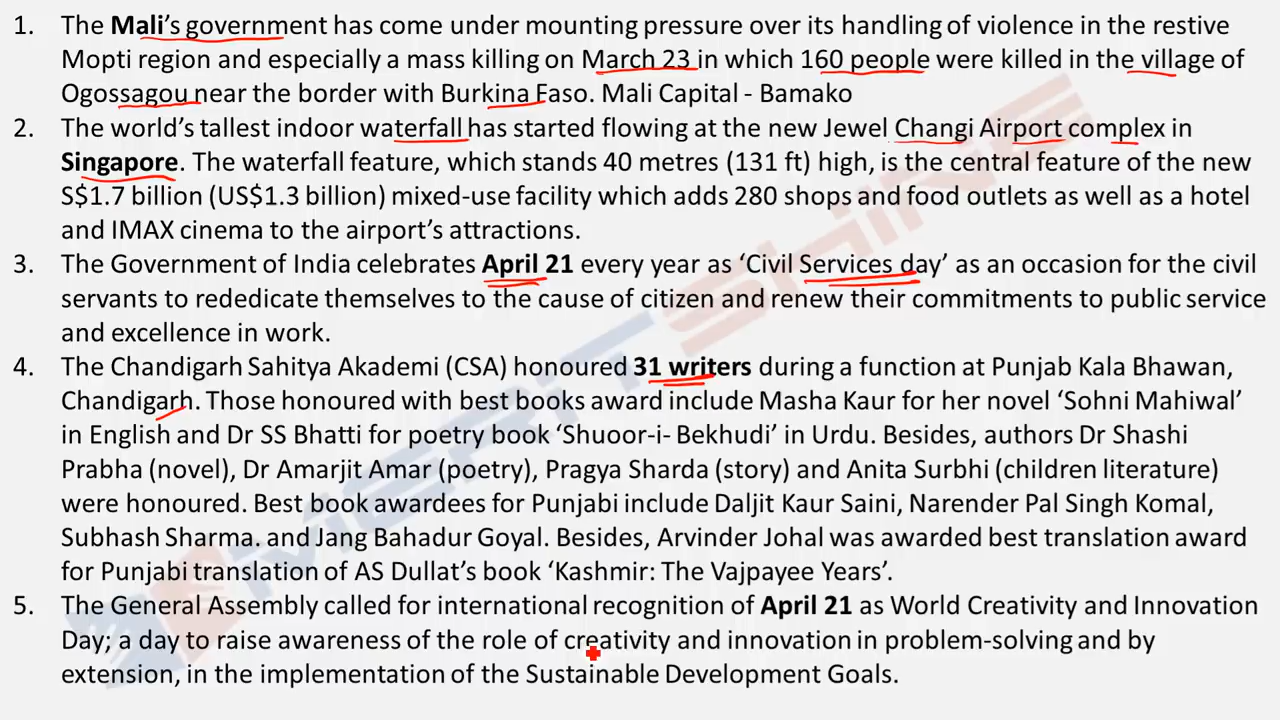 1. The Mali's government has come under mounting pressure over its handling of violence in the restive
Mopti region and especially a mass killing on March 23 in which 160 people were killed in the village of
Ogossagou near the border with Burkina Faso. Mali Capital - Bamako
2. The world's tallest indoor waterfall has started flowing at the new Jewel Changi Airport complex in
Singapore. The waterfall feature, which stands 40 metres (131 ft) high, is the central feature of the new
S$1.7 billion (US$1.3 billion) mixed-use facility which adds 280 shops and food outlets as well as a hotel
and IMAX cinema to the airport's attractions.
3. The Government of India celebrates April 21 every year as 'Civil Services day' as an occasion for the civil
servants to rededicate themselves to the cause of citizen and renew their commitments to public service
and excellence in work.
4. The Chandigarh Sahitya Akademi (CSA) honoured 31 writers during a function at Punjab Kala Bhawan,
Chandigarh. Those honoured with best books award include Masha Kaur for her novel 'Sohni Mahiwal'
in English and Dr SS Bhatti for poetry book 'Shuoor-i- Bekhudi' in Urdu. Besides, authors Dr Shashi
Prabha (novel), Dr Amarjit Amar (poetry), Pragya Sharda (story) and Anita Surbhi (children literature)
were honoured. Best book awardees for Punjabi include Daljit Kaur Saini, Narender Pal Singh Komal,
Subhash Sharma. and Jang Bahadur Goyal. Besides, Arvinder Johal was awarded best translation award
for Punjabi translation of AS Dullat's book 'Kashmir: The Vajpayee Years'.
5. The General Assembly called for international recognition of April 21 as World Creativity and Innovation
Day; a day to raise awareness of the role of creativity and innovation in problem-solving and by
extension, in the implementation of the Sustainable Development Goals.
MERITSHINE